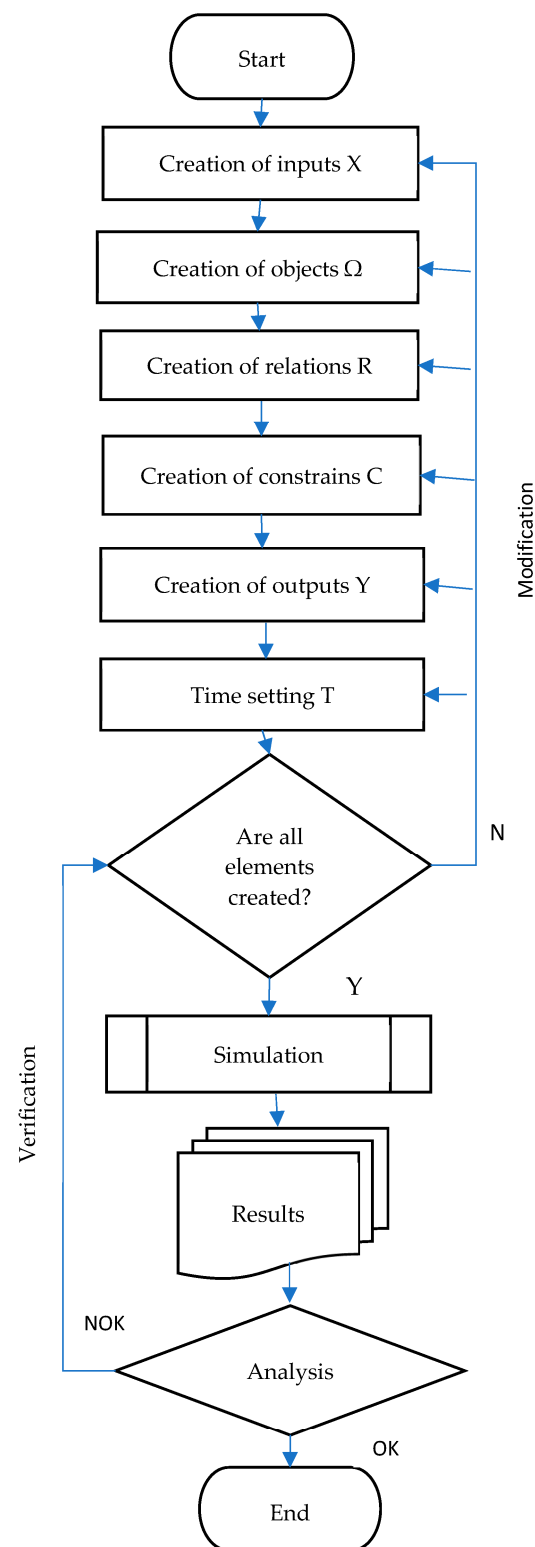 Start
Creation of inputs X
Creation of objects Ω
Creation of relations R
Creation of constrains C
Modification
Creation of outputs Y
Time setting T
N
Are all
elements
created?
Y
Simulation
Verification
Results
NOK
Analysis
OK
End